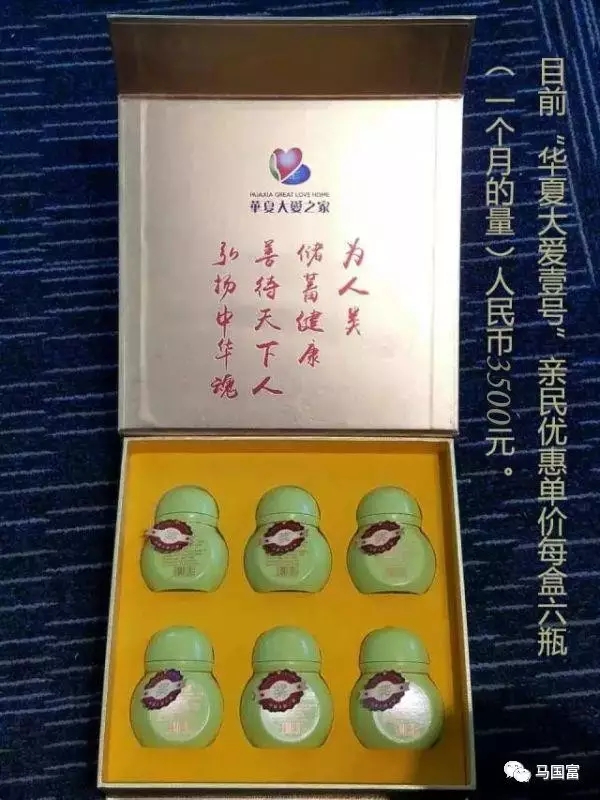 目前“华夏大爱壹号”亲民优惠单价每盒六瓶
（一个月的量）人民币3500元。
GREAT LOVE HOME
華夏大愛之家
为人类
储蓄健康
善待天下人
弘扬中华魂
马国富